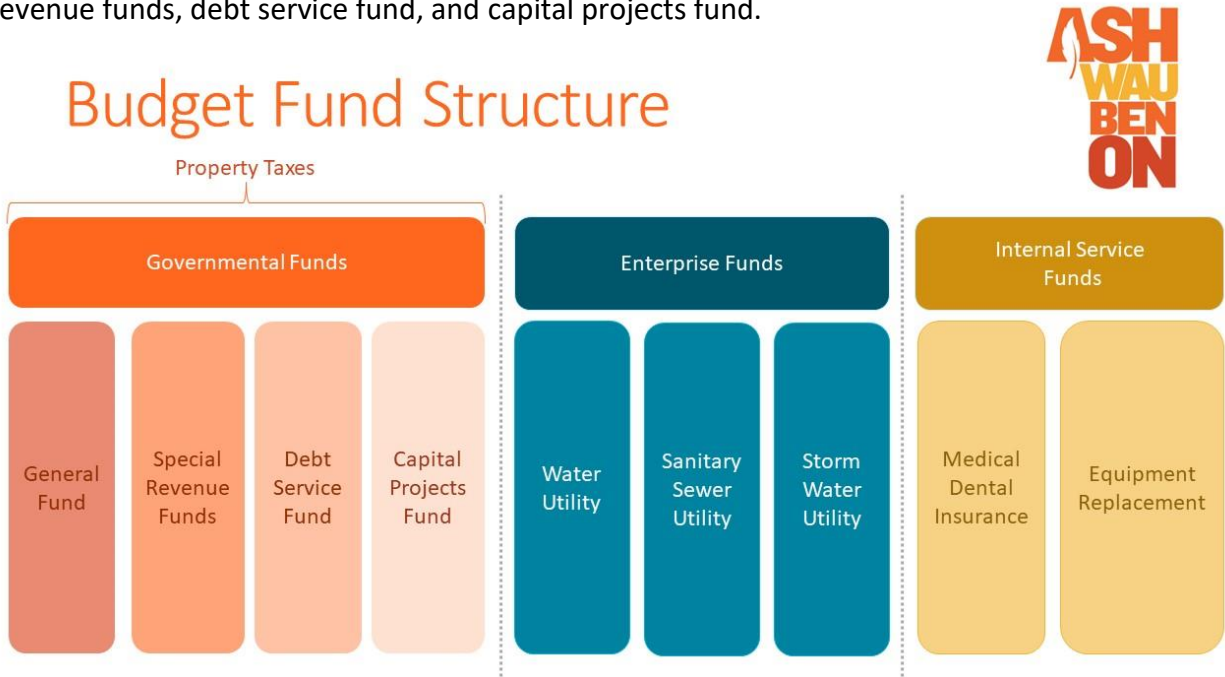 evenue funds, debt service fund, and capital projects fund.
ASH
WAU
BEN
ON
Budget Fund Structure
Property Taxes
Governmental Funds
Enterprise Funds
Internal Service
Funds
General
Fund
Special
Revenue
Funds
Debt
Service
Fund
Capital
Projects
Fund
Water
Utility
Sanitary
Sewer
Utility
Storm
Water
Utility
Medical
Dental
Insurance
Equipment
Replacement